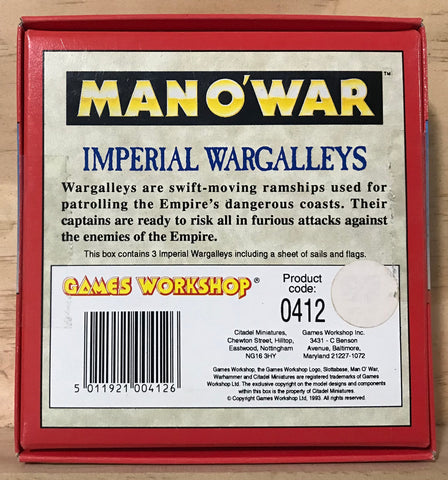 MAN O' WAR™
IMPERIAL WARGALLEYS
Wargalleys are swift-moving ramships used for
patrolling the Empire's dangerous coasts. Their
captains are ready to risk all in furious attacks against
the enemies of the Empire.
This box contains 3 Imperial Wargalleys including a sheet of sails and flags.
GAMES WORKSHOP®
Product
code:
0412
Citadel Miniatures,
Chewton Street, Hilltop,
Eastwood, Nottingham
NG16 3HY
Games Workshop Inc.
3431 - C Benson
Avenue, Baltimore,
Maryland 21227-1072
5 011921 004126
Games Workshop, the Games Workshop Logo, Slottabase, Man O' War,
Warhammer and Citadel Miniatures are registered trademarks of Games
Workshop Ltd. The exclusive copyright on the model designs and components
within this box is the property of Citadel Miniatures.
© Copyright Games Workshop Ltd, 1993. All rights reserved.